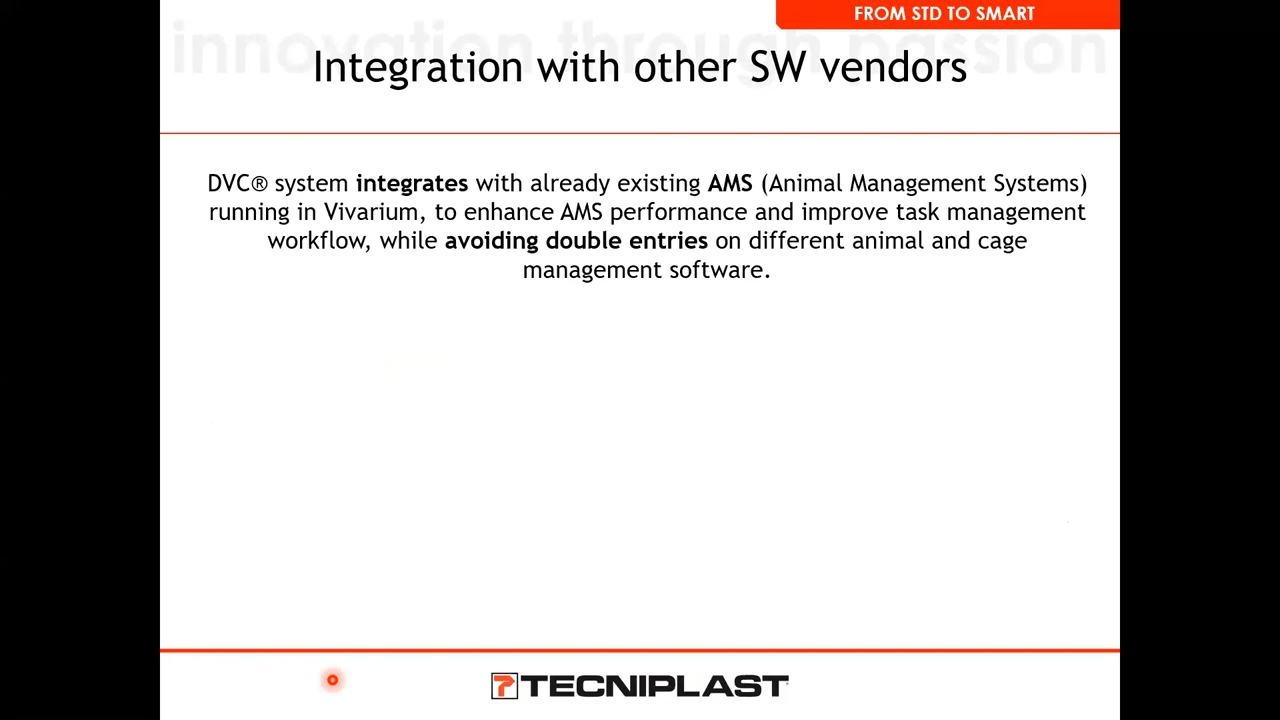 FROM STD TO SMART
innovation through passion
Integration with other SW vendors
DVC® system integrates with already existing AMS (Animal Management Systems)
running in Vivarium, to enhance AMS performance and improve task management
workflow, while avoiding double entries on different animal and cage
management software.
TECNIPLAST